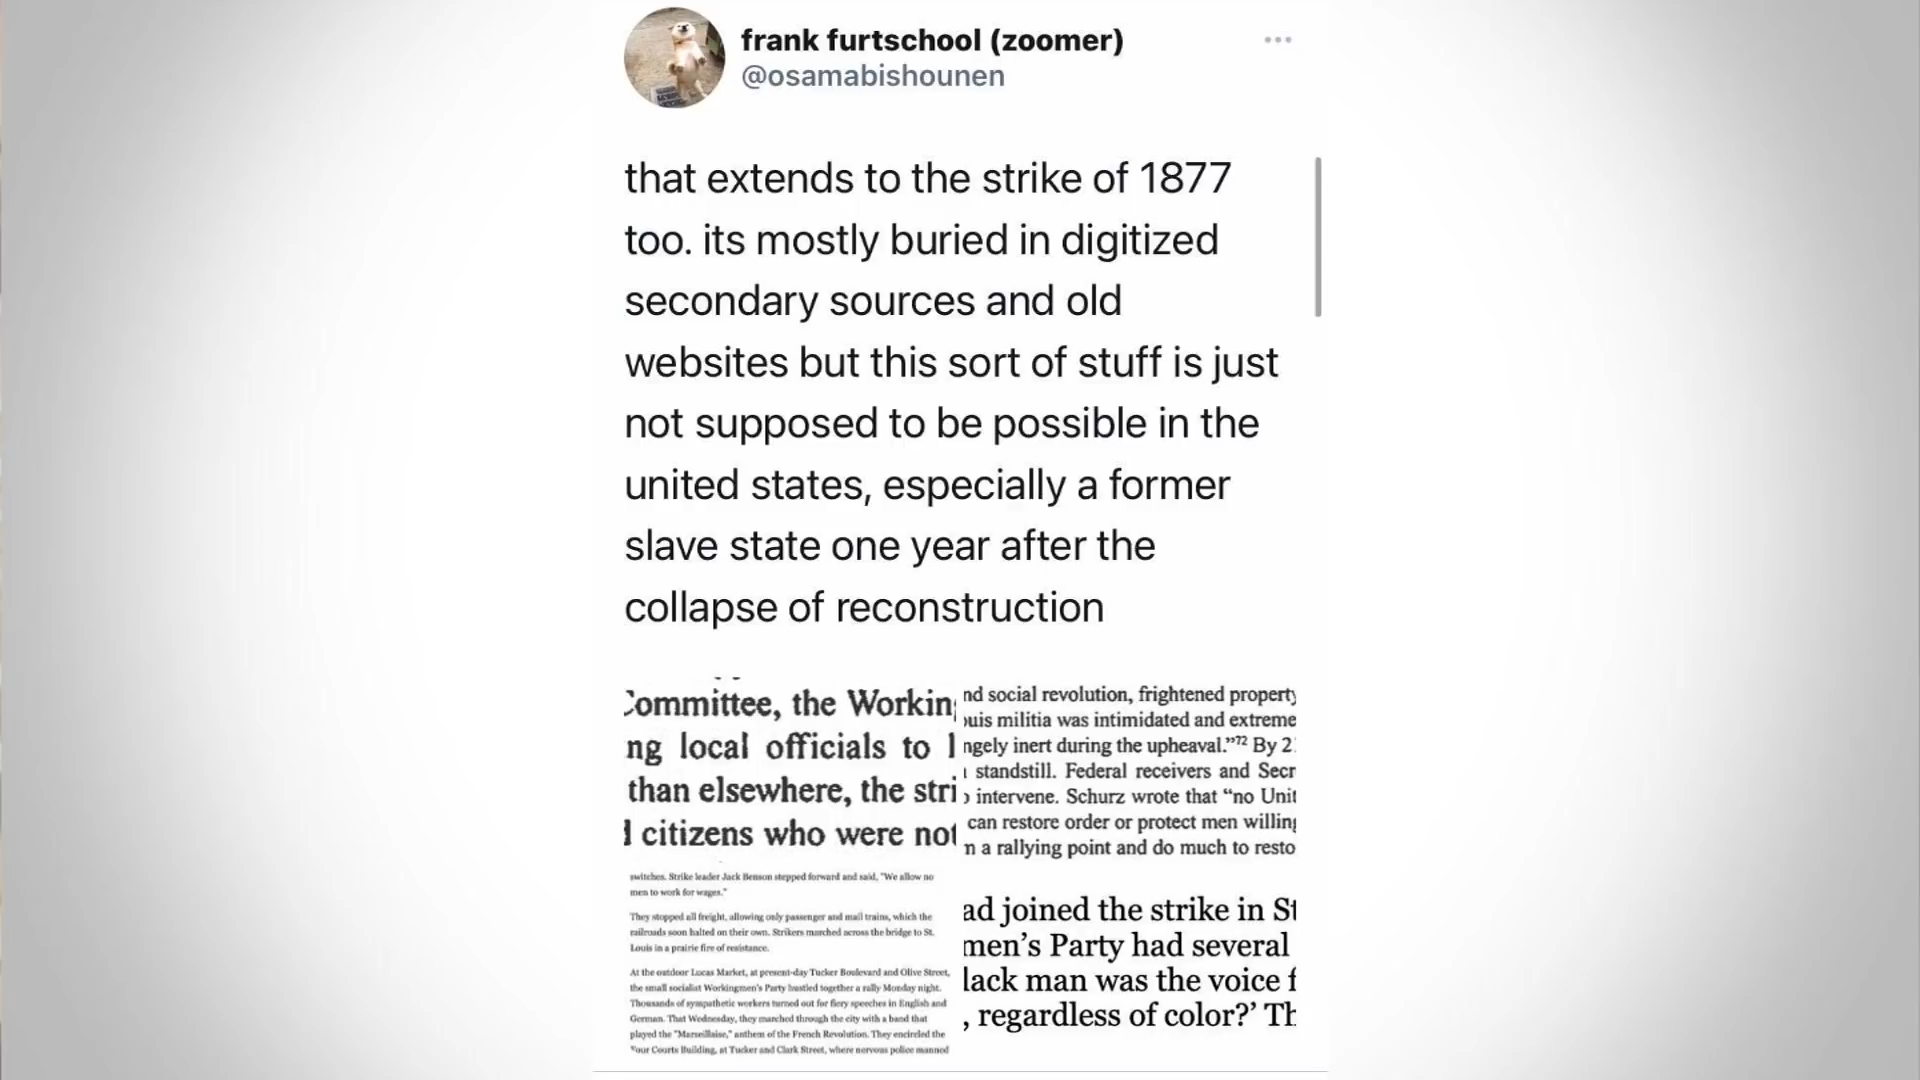 frank furtschool (zoomer)
@osamabishounen
that extends to the strike of 1877
too. its mostly buried in digitized
secondary sources and old
websites but this sort of stuff is just
not supposed to be possible in the
united states, especially a former
slave state one year after the
collapse of reconstruction
Committee, the Working
ng local officials to l
than elsewhere, the stri
l citizens who were not
nd social revolution, frightened property
ouis militia was intimidated and extreme
ngely inert during the upheaval.”72 By 2
standstill. Federal receivers and Secr
o intervene. Schurz wrote that “no Unit
can restore order or protect men willing
n a rallying point and do much to resto
switches. Strike leader Jack Benson stepped forward and said, "We allow no
men to work for wages."
They stopped all freight, allowing only passenger and mail trains, which the
railroads soon halted on their own. Strikers marched across the bridge to St.
Louis in a prairie fire of resistance.
At the outdoor Lucas Market, at present-day Tucker Boulevard and Olive Street,
the small socialist Workingmen's Party hustled together a rally Monday night.
Thousands of sympathetic workers turned out for fiery speeches in English and
German. That Wednesday, they marched through the city with a band that
played the "Marseillaise," anthem of the French Revolution. They encircled the
Four Courts Building, at Tucker and Clark Street, where nervous police manned
ad joined the strike in St
men’s Party had several
lack man was the voice f
, regardless of color?’ Th